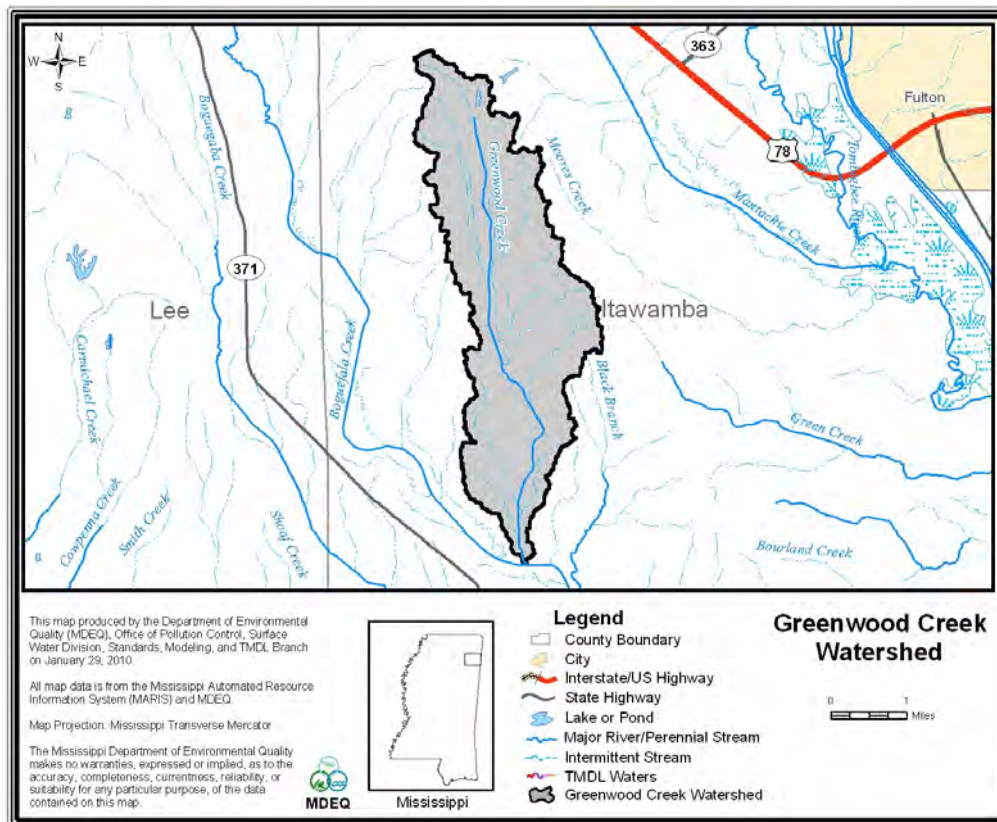 N
W E
S
363
Fulton
78
Boguegaba Creek
Greenwood Creek
Moores Creek
Tombigbee River
Mantachie Creek
371
Lee
Itawamba
Carmichael Creek
Boguefala Creek
Black Branch
Green Creek
Cowpenna Creek
Smith Creek
Shoaf Creek
Bourland Creek
This map produced by the Department of Environmental
Quality (MDEQ), Office of Pollution Control, Surface
Water Division, Standards, Modeling, and TMDL Branch
on January 29, 2010.
All map data is from the Mississippi Automated Resource
Information System (MARIS) and MDEQ.
Map Projection: Mississippi Transverse Mercator
The Mississippi Department of Environmental Quality
makes no warranties, expressed or implied, as to the
accuracy, completeness, currentness, reliability, or
suitability for any particular purpose, of the data
contained on this map.
MDEQ
Mississippi
Legend
County Boundary
City
Interstate/US Highway
State Highway
Lake or Pond
Major River/Perennial Stream
Intermittent Stream
TMDL Waters
Greenwood Creek Watershed
Greenwood Creek
Watershed
0 1
Miles